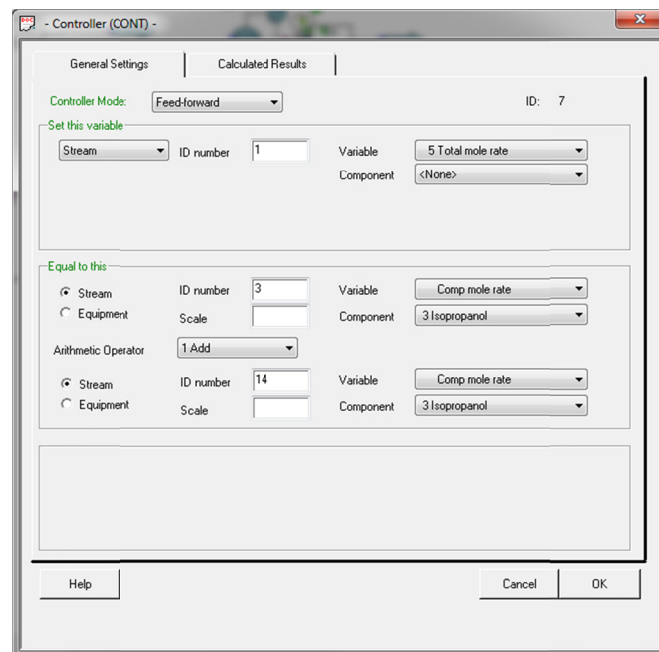 - Controller (CONT) -
General Settings
Calculated Results
Controller Mode: Feed-forward ID: 7
Set this variable
Stream ID number 1 Variable 5 Total mole rate
Component <None>
Equal to this
Stream ID number 3 Variable Comp mole rate
Equipment Scale Component 3 Isopropanol
Arithmetic Operator 1 Add
Stream ID number 14 Variable Comp mole rate
Equipment Scale Component 3 Isopropanol
Help Cancel OK